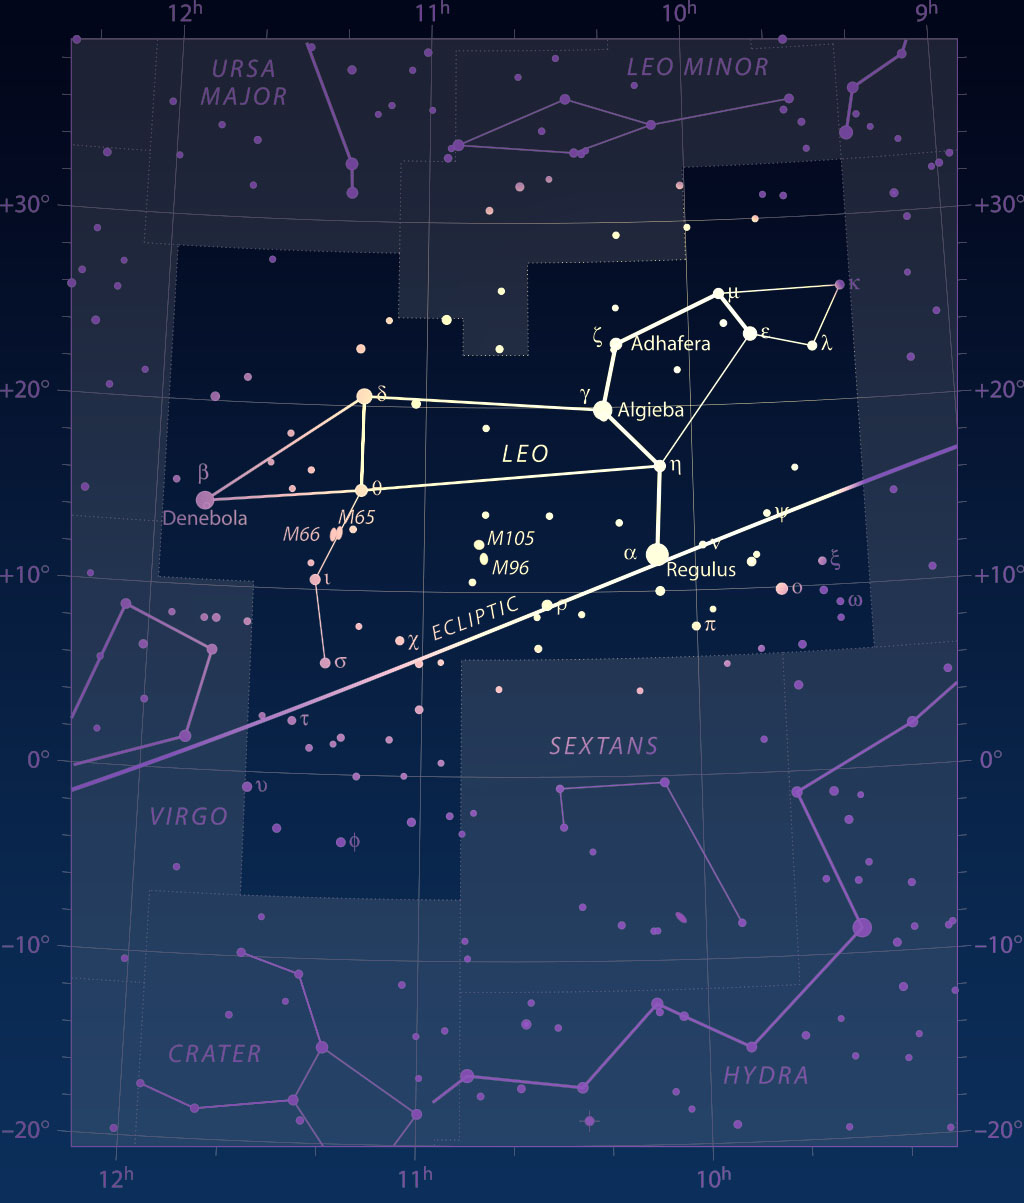 12ʰ 11ʰ 10ʰ 9ʰ
URSA
MAJOR
LEO MINOR
+30° +30°
κ
μ
ε
λ
ζ
Adhafera
+20° +20°
δ
γ
Algieba
LEO
η
β
θ
Denebola
M65
M66
ψ
M105
M96
α
Regulus
ν
ξ
+10° +10°
ι
ο
ω
ECLIPTIC
ρ
π
χ
σ
τ
SEXTANS
0° 0°
υ
VIRGO
φ
−10° −10°
CRATER
HYDRA
−20° −20°
12ʰ 11ʰ 10ʰ